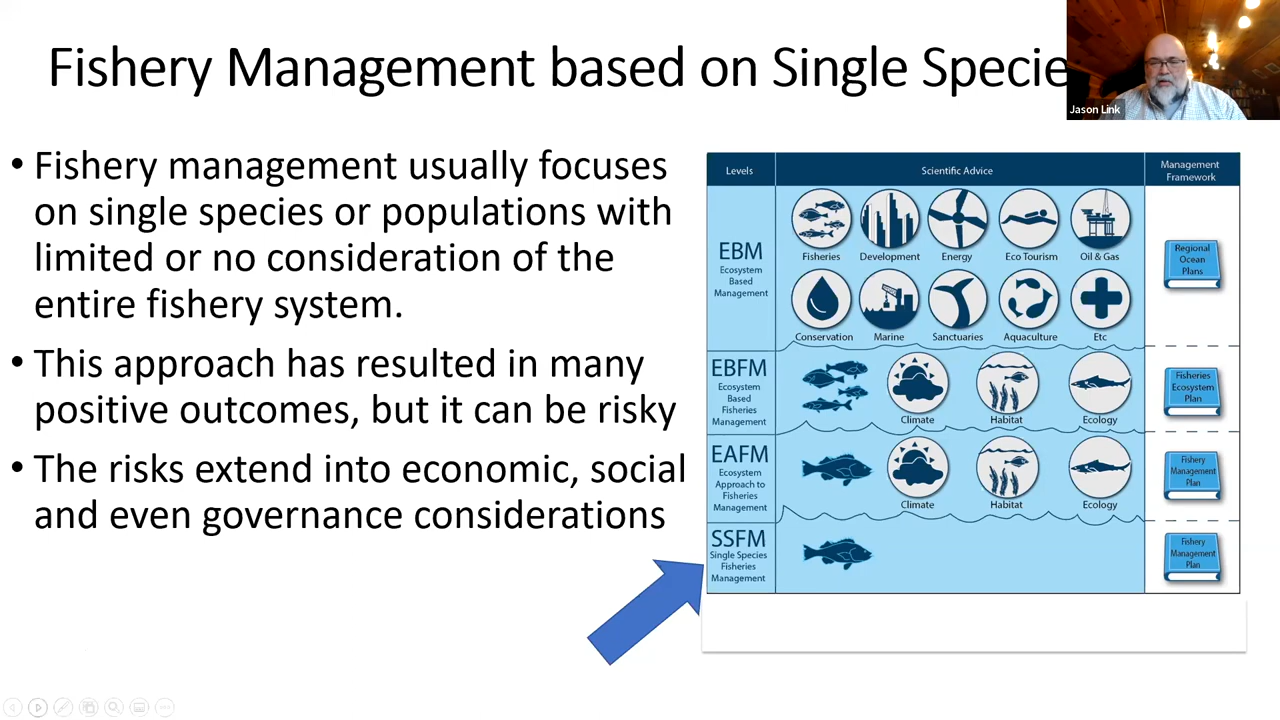 Fishery Management based on Single Specie
Jason Link
• Fishery management usually focuses
on single species or populations with
limited or no consideration of the
entire fishery system.
• This approach has resulted in many
positive outcomes, but it can be risky
• The risks extend into economic, social
and even governance considerations
Levels
Scientific Advice
Management
Framework
EBM
Ecosystem
Based
Management
Fisheries
Development
Energy
Eco Tourism
Oil & Gas
Conservation
Marine
Sanctuaries
Aquaculture
Etc
Regional
Ocean
Plans
EBFM
Ecosystem
Based
Fisheries
Management
Climate
Habitat
Ecology
Fisheries
Ecosystem
Plan
EAFM
Ecosystem
Approach to
Fisheries
Management
Climate
Habitat
Ecology
Fishery
Management
Plan
SSFM
Single Species
Fisheries
Management
Fishery
Management
Plan